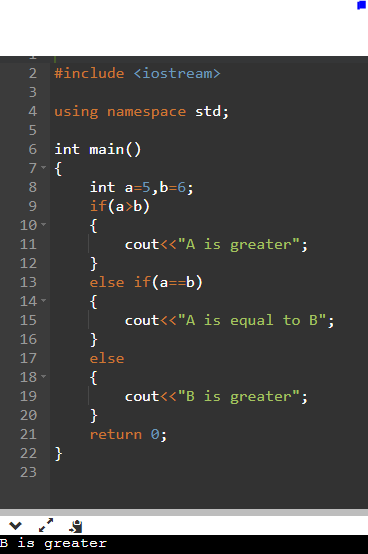 1
2 #include <iostream>
3
4 using namespace std;
5
6 int main()
7 {
8 int a=5,b=6;
9 if(a>b)
10 {
11 cout<<"A is greater";
12 }
13 else if(a==b)
14 {
15 cout<<"A is equal to B";
16 }
17 else
18 {
19 cout<<"B is greater";
20 }
21 return 0;
22 }
23
B is greater